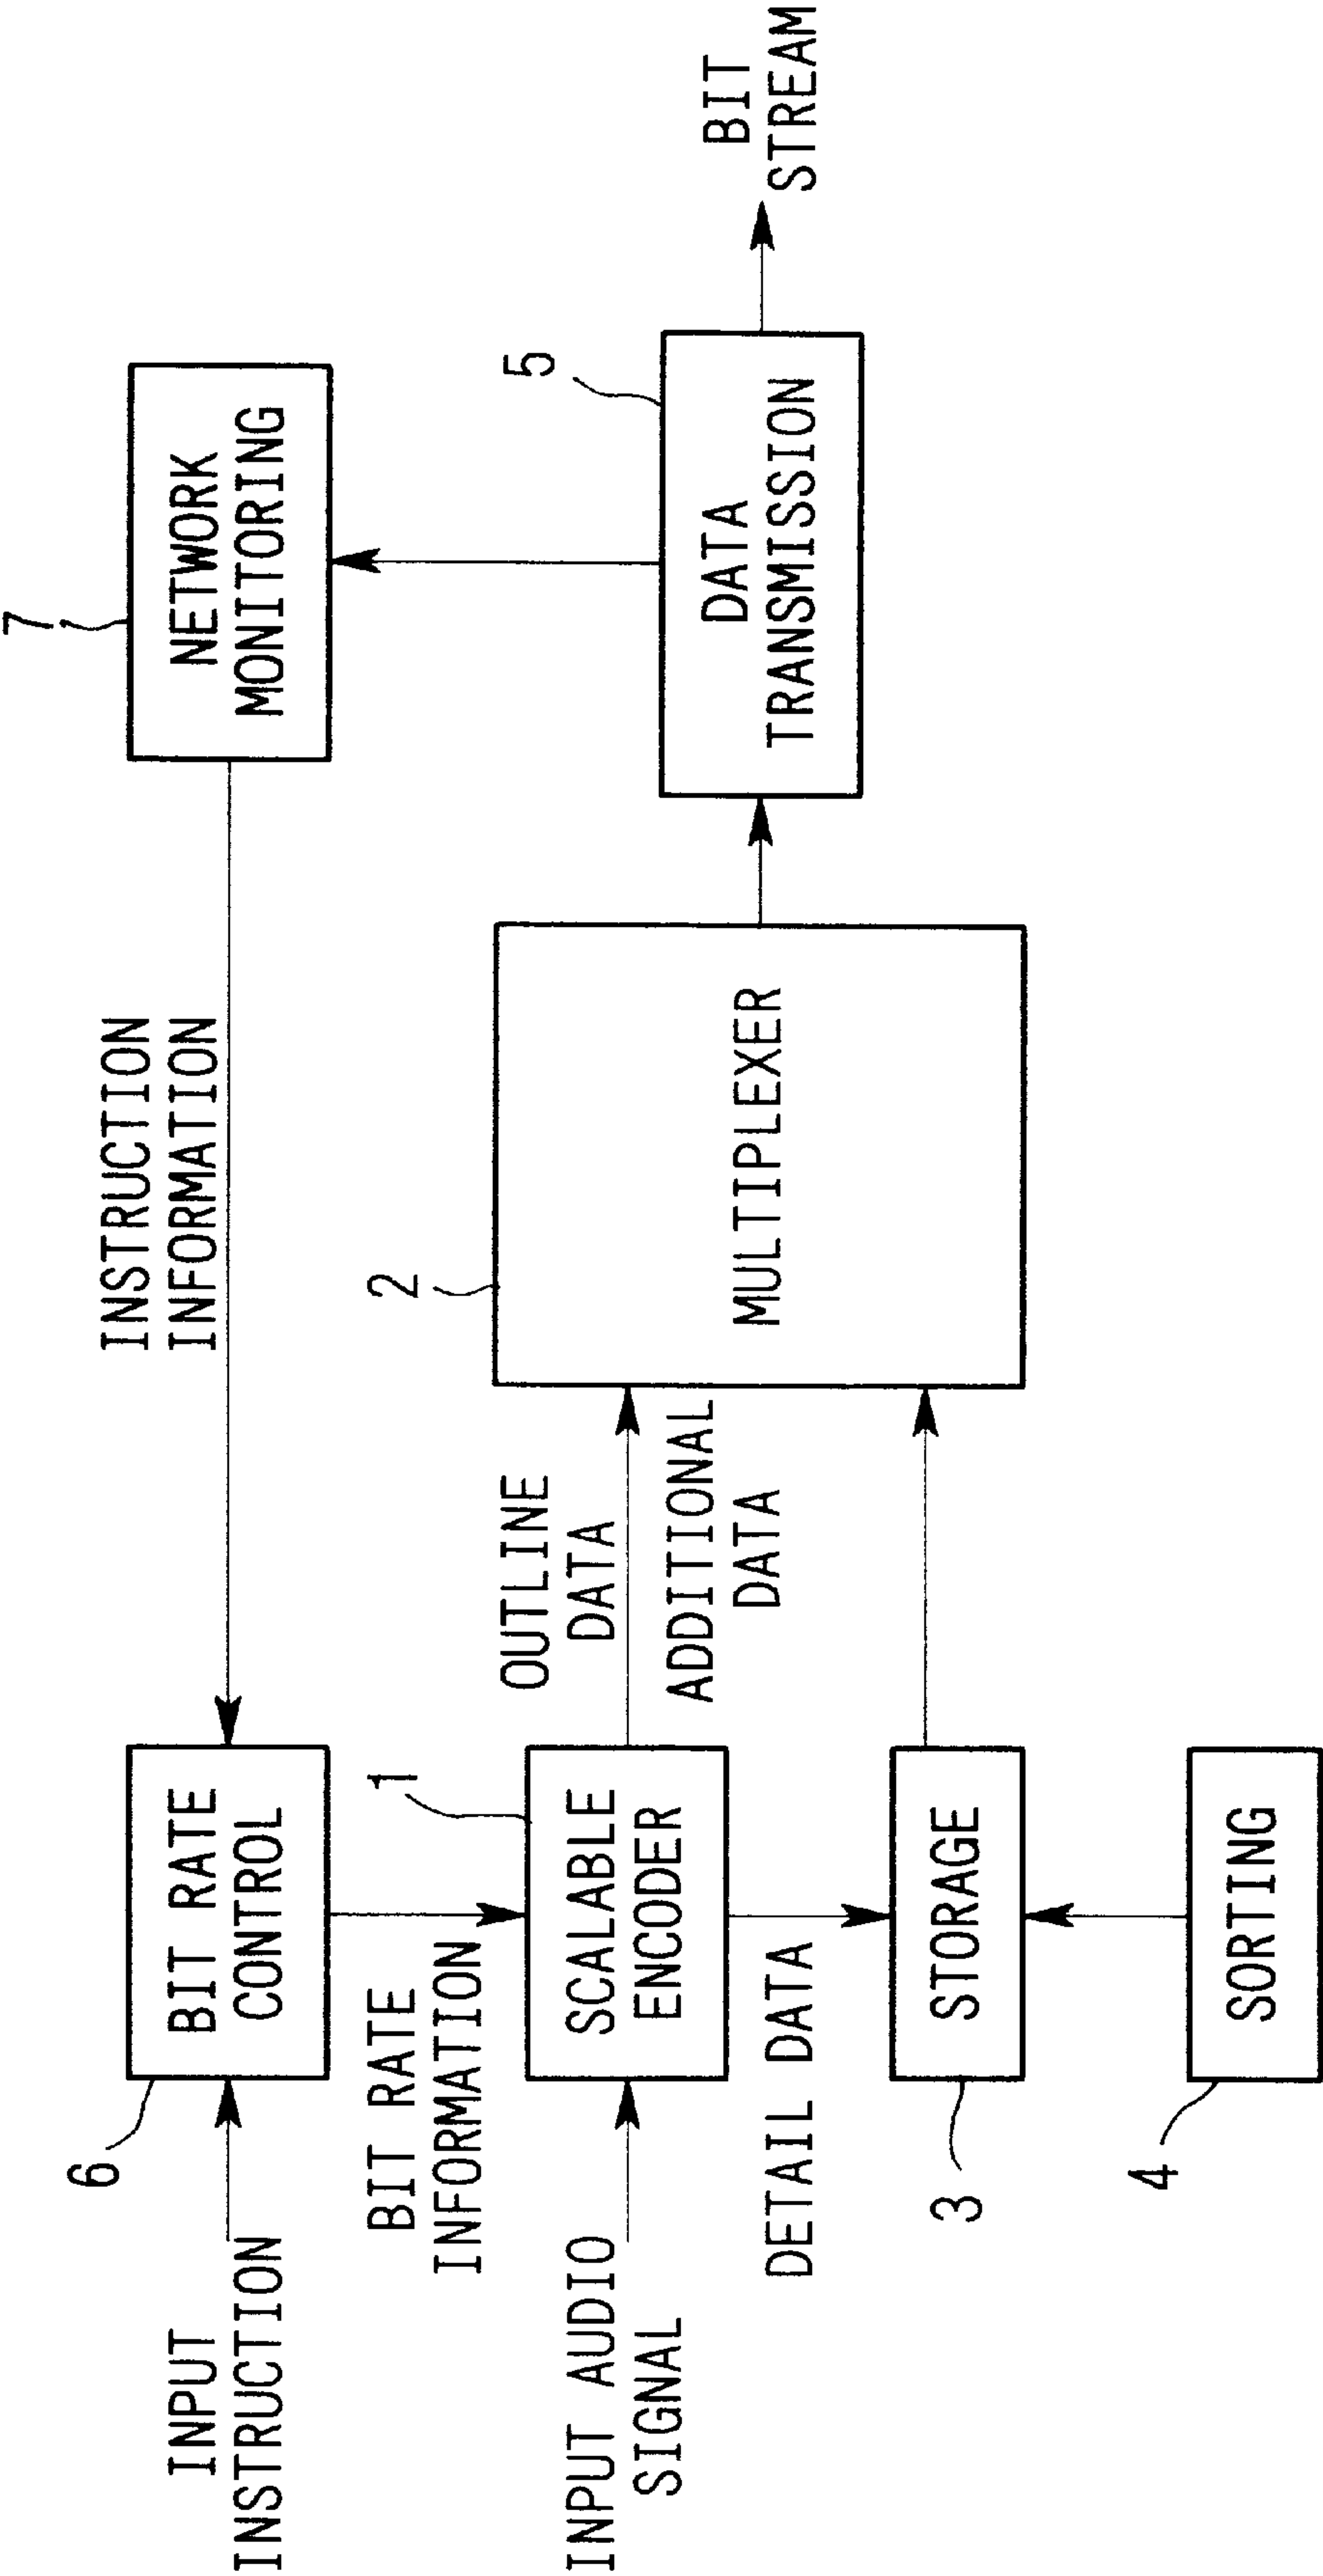 INPUT
INSTRUCTION
6
BIT RATE
CONTROL
INSTRUCTION
INFORMATION
7
NETWORK
MONITORING
BIT RATE
INFORMATION
INPUT AUDIO
SIGNAL
1
SCALABLE
ENCODER
OUTLINE
DATA
ADDITIONAL
DATA
2
MULTIPLEXER
5
DATA
TRANSMISSION
BIT
STREAM
DETAIL DATA
3
STORAGE
4
SORTING